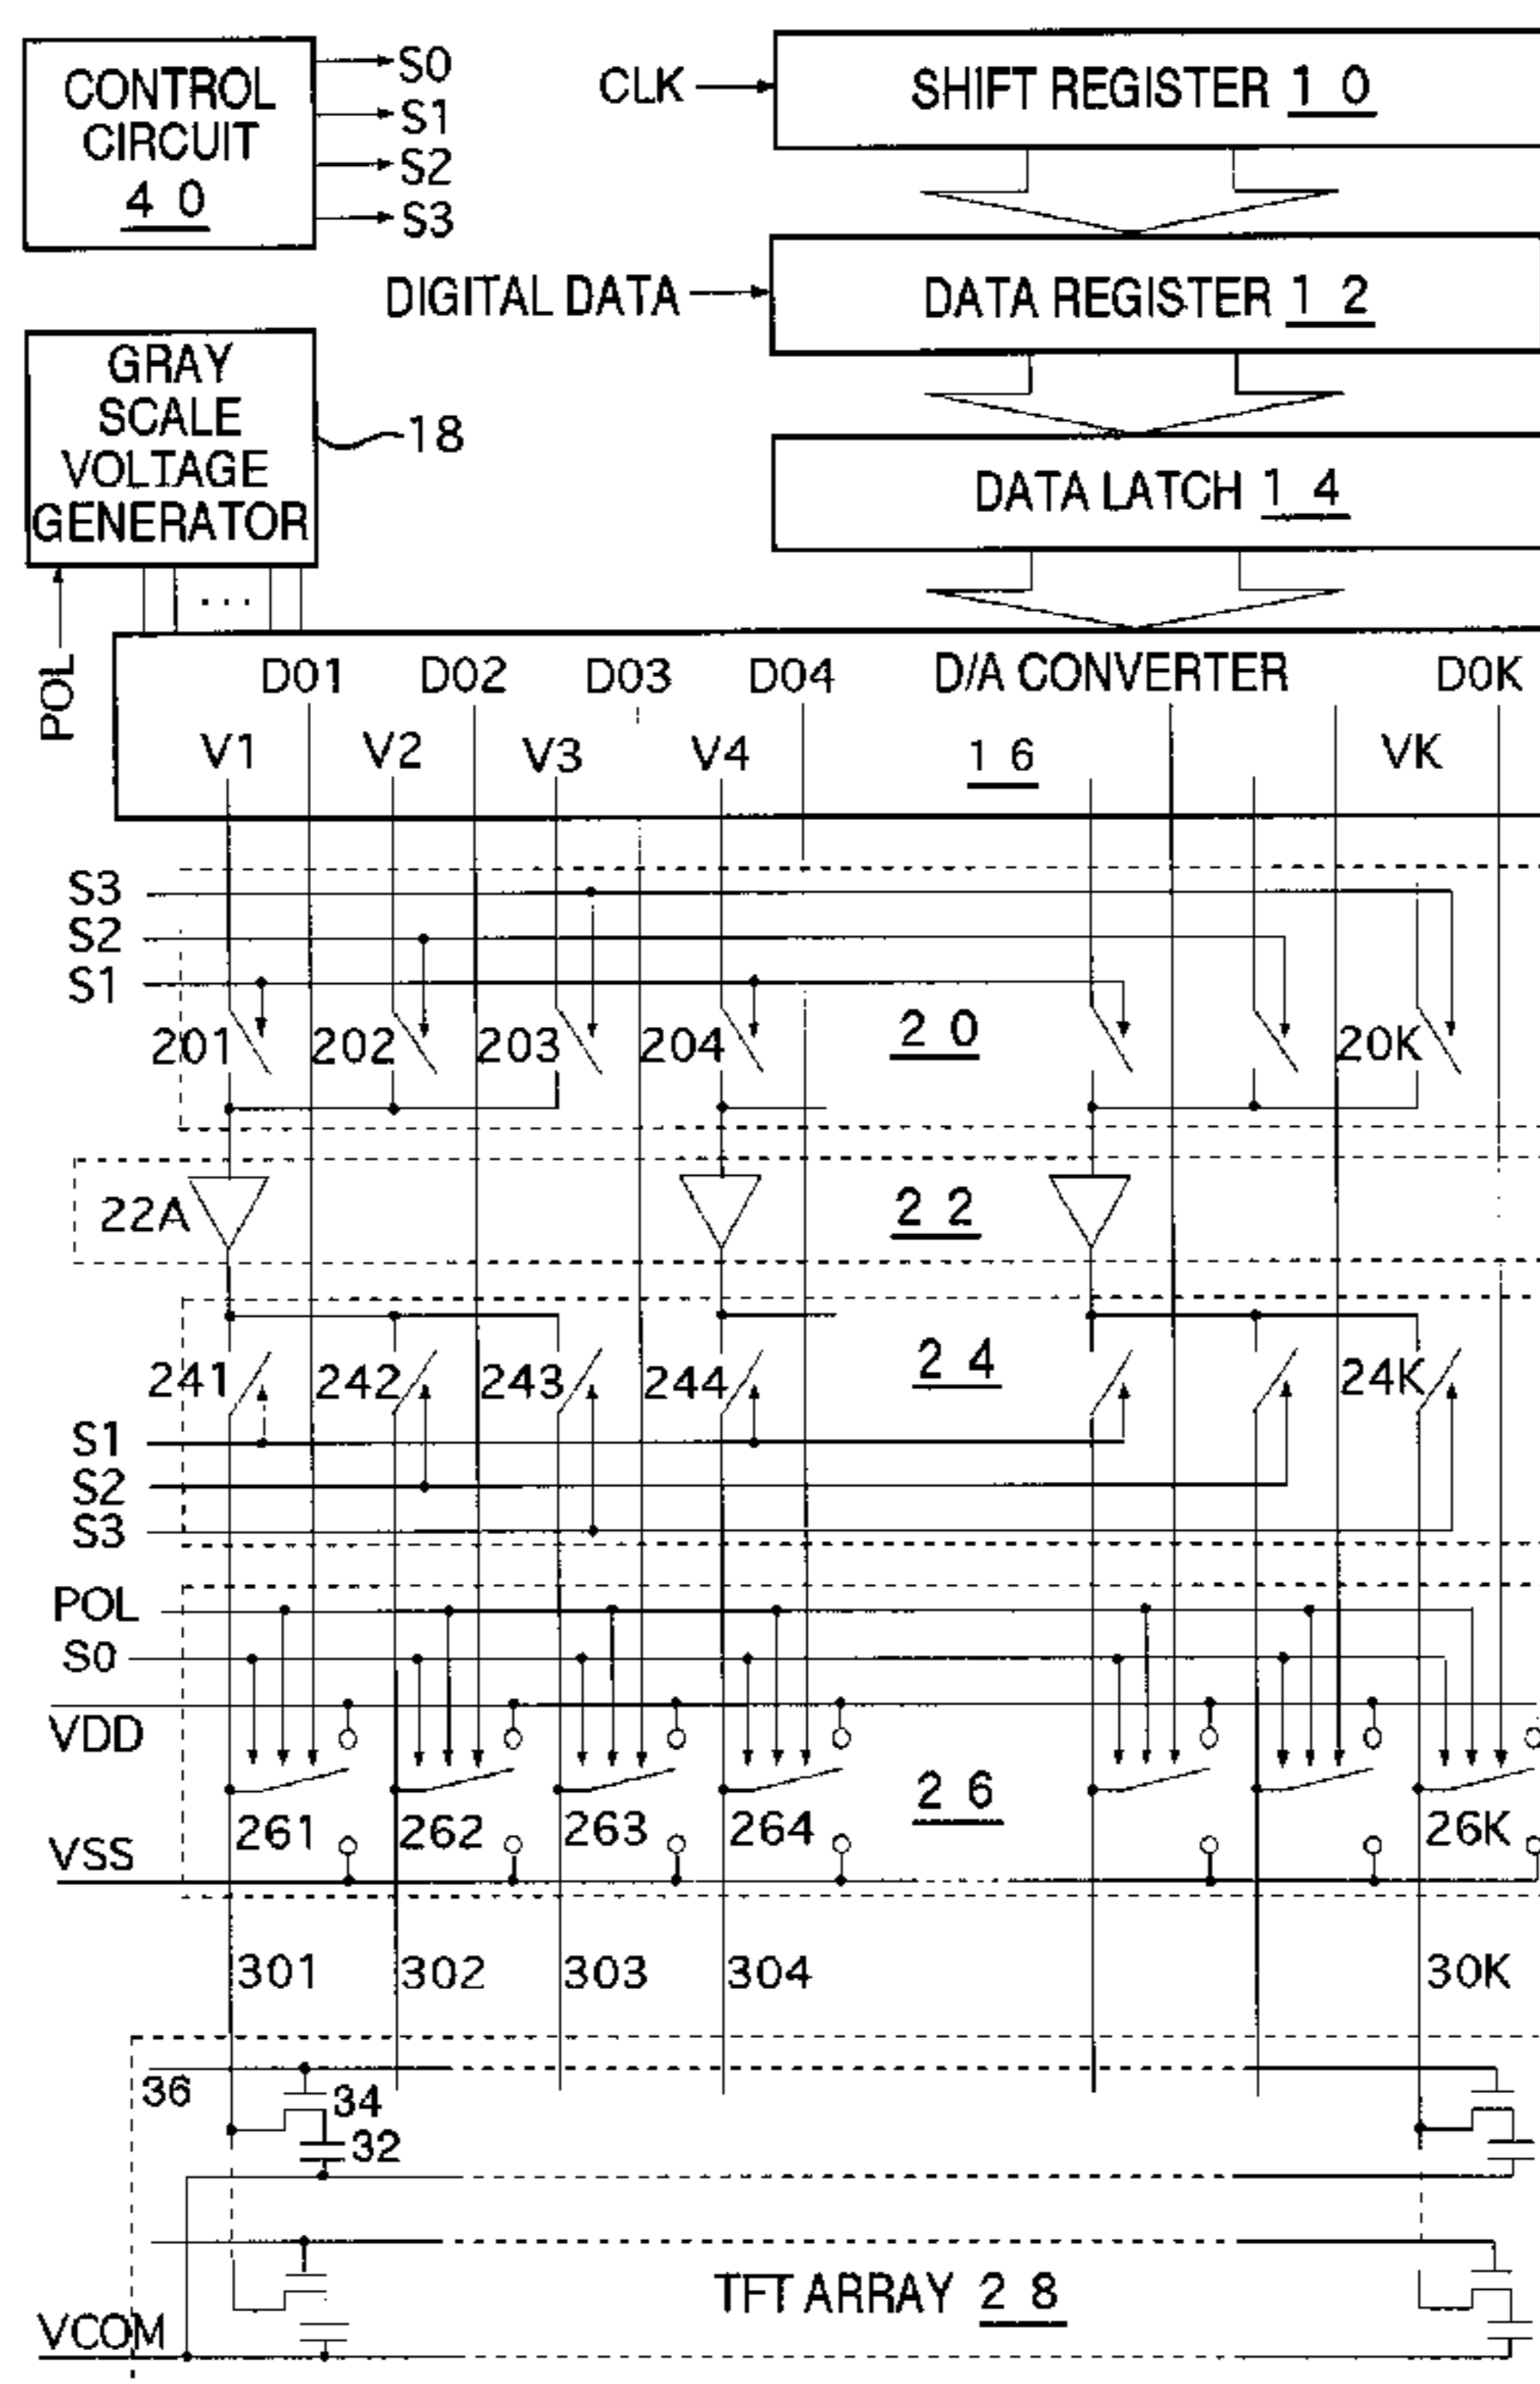 CONTROL
CIRCUIT
40
S0
S1
S2
S3
CLK
SHIFT REGISTER 10
DIGITAL DATA
DATA REGISTER 12
GRAY
SCALE
VOLTAGE
GENERATOR
18
DATA LATCH 14
...
POL
D01 D02 D03 D04 D/A CONVERTER D0K
V1 V2 V3 V4 16 VK
S3
S2
S1
201 202 203 204 20 20K
22A 22
241 242 243 244 24 24K
S1
S2
S3
POL
S0
VDD
261 262 263 264 26 26K
VSS
301 302 303 304 30K
36 34
32
TFT ARRAY 28
VCOM